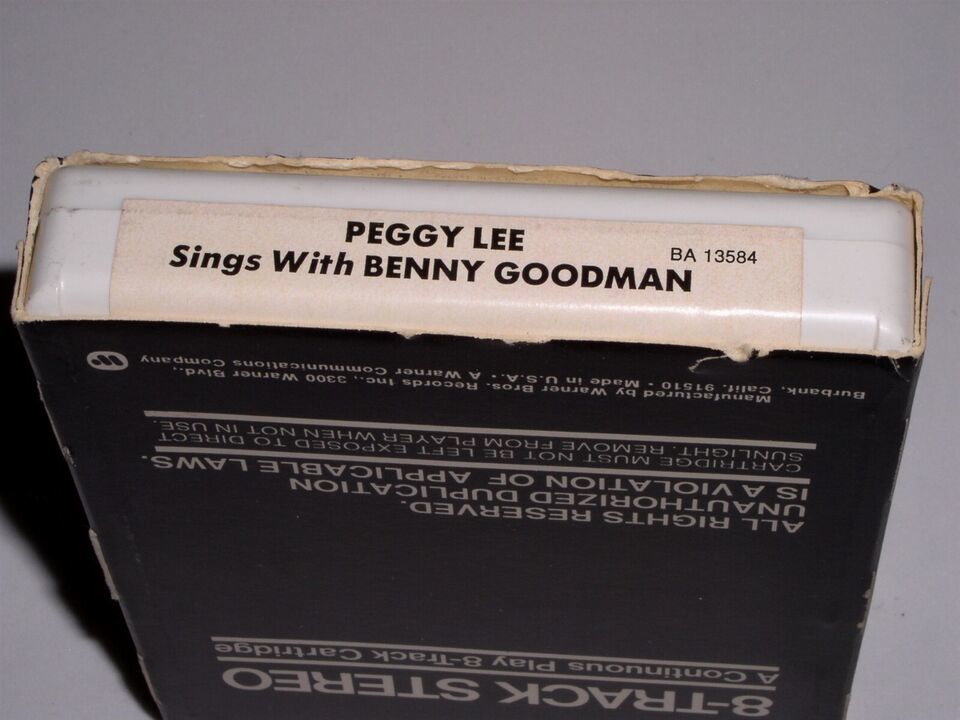 PEGGY LEE
Sings With BENNY GOODMAN
BA 13584
8-TRACK STEREO
A Continuous Play 8-Track Cartridge
ALL RIGHTS RESERVED.
UNAUTHORIZED DUPLICATION
IS A VIOLATION OF APPLICABLE LAWS.
CARTRIDGE MUST NOT BE LEFT EXPOSED TO DIRECT
SUNLIGHT. REMOVE FROM PLAYER WHEN NOT IN USE.
Manufactured by Warner Bros. Records Inc., 3300 Warner Blvd.,
Burbank, Calif. 91510 • Made in U.S.A. • A Warner Communications Company